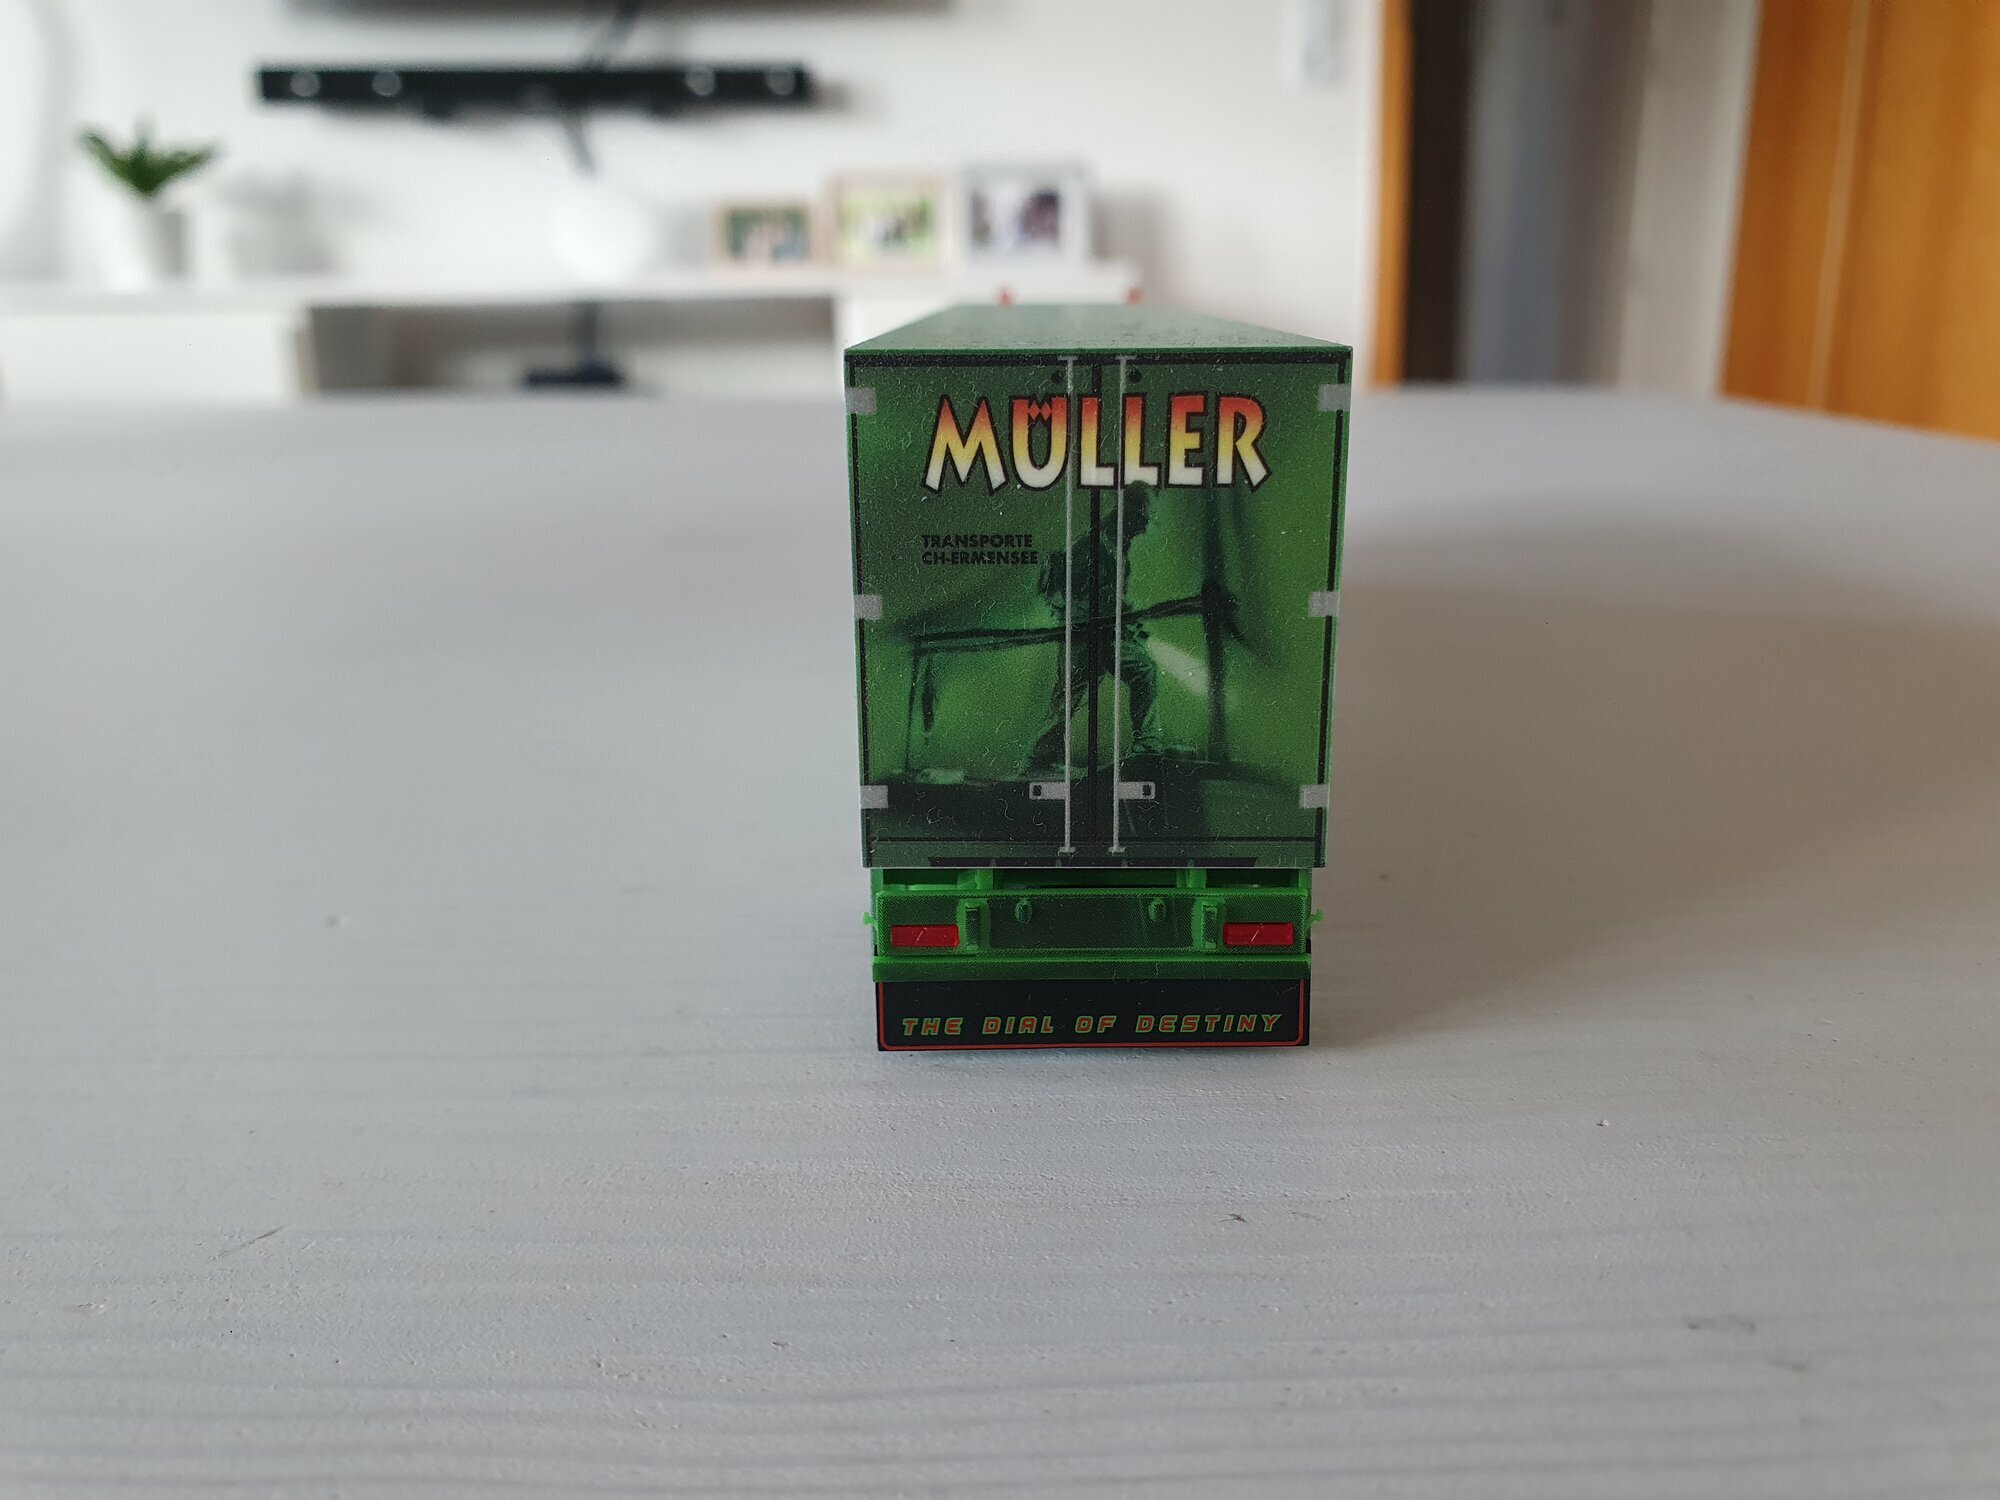 MÜLLER
TRANSPORTE
CH-ERMENSEE
THE DIAL OF DESTINY